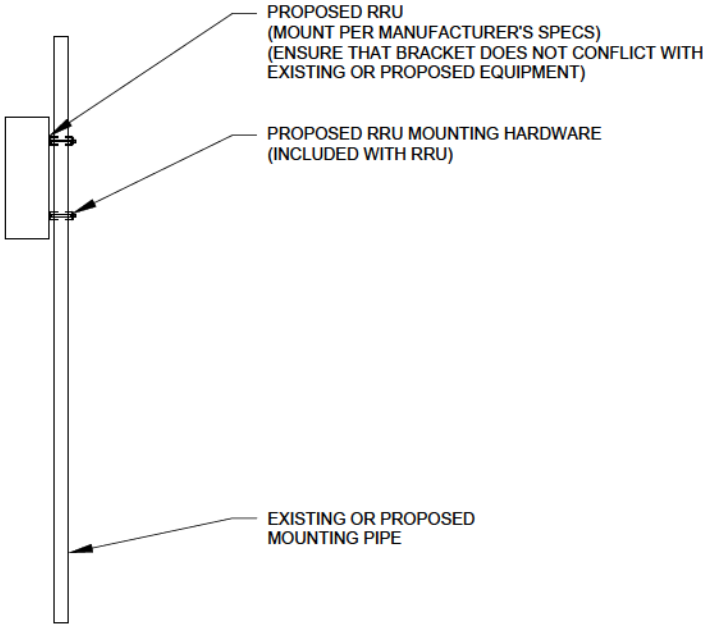 PROPOSED RRU
(MOUNT PER MANUFACTURER'S SPECS)
(ENSURE THAT BRACKET DOES NOT CONFLICT WITH
EXISTING OR PROPOSED EQUIPMENT)
PROPOSED RRU MOUNTING HARDWARE
(INCLUDED WITH RRU)
EXISTING OR PROPOSED
MOUNTING PIPE